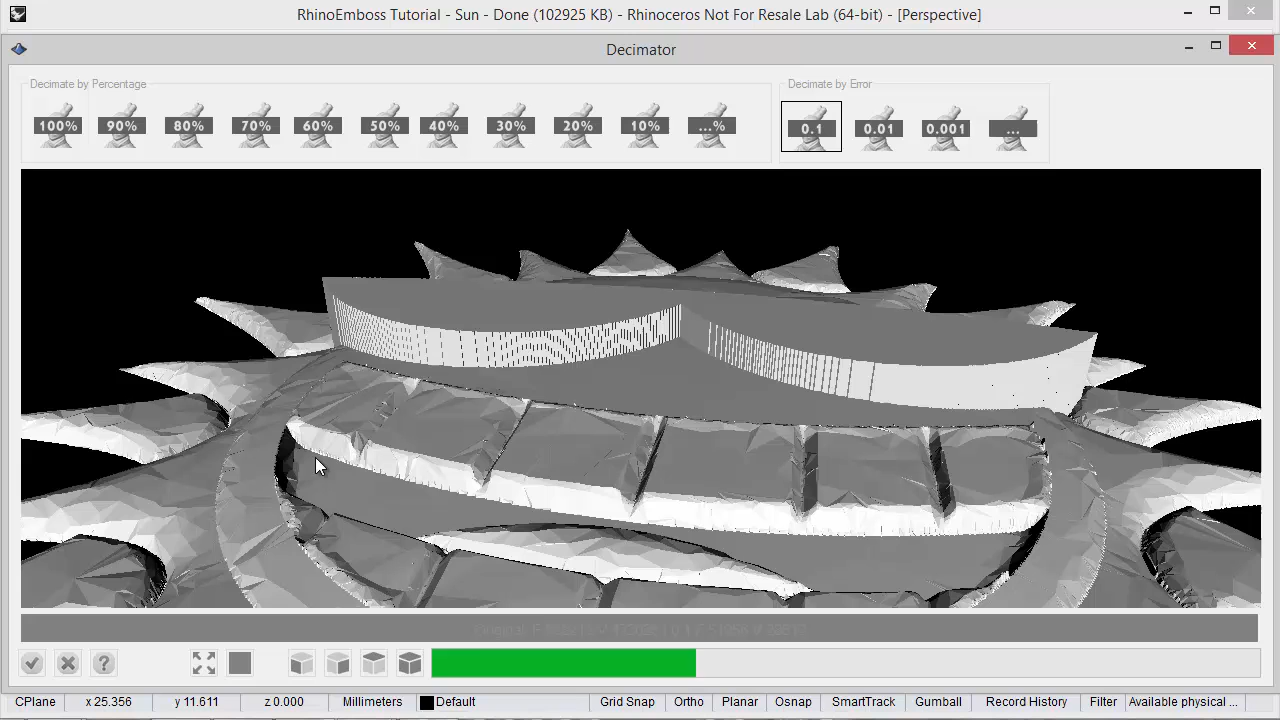 RhinoEmboss Tutorial - Sun - Done (102925 KB) - Rhinoceros Not For Resale Lab (64-bit) - [Perspective]
Decimator
Decimate by Percentage
Decimate by Error
100% 90% 80% 70% 60% 50% 40% 30% 20% 10% ...% 0.1 0.01 0.001 ...
Original: F
CPlane x 25.356 y 11.611 z 0.000 Millimeters Default Grid Snap Ortho Planar Osnap SmartTrack Gumball Record History Filter Available physical ...